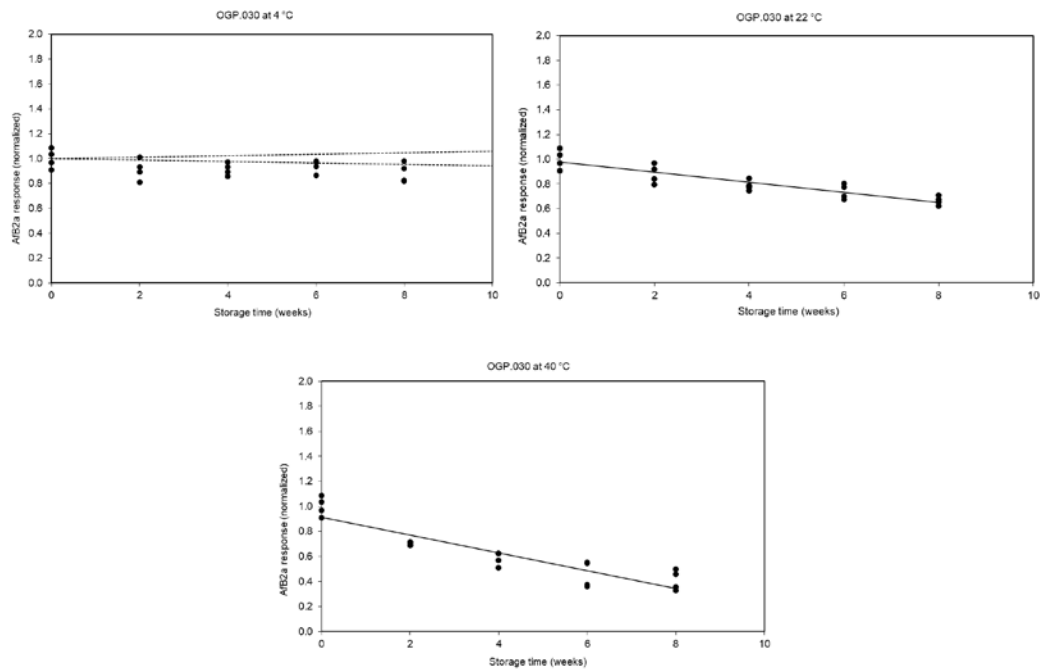 OGP.030 at 4 °C
2.0
1.8
1.6
1.4
1.2
1.0
0.8
0.6
0.4
0.2
0.0
AfB2a response (normalized)
0 2 4 6 8 10
Storage time (weeks)
OGP.030 at 22 °C
2.0
1.8
1.6
1.4
1.2
1.0
0.8
0.6
0.4
0.2
0.0
AfB2a response (normalized)
0 2 4 6 8 10
Storage time (weeks)
OGP.030 at 40 °C
2.0
1.8
1.6
1.4
1.2
1.0
0.8
0.6
0.4
0.2
0.0
AfB2a response (normalized)
0 2 4 6 8 10
Storage time (weeks)